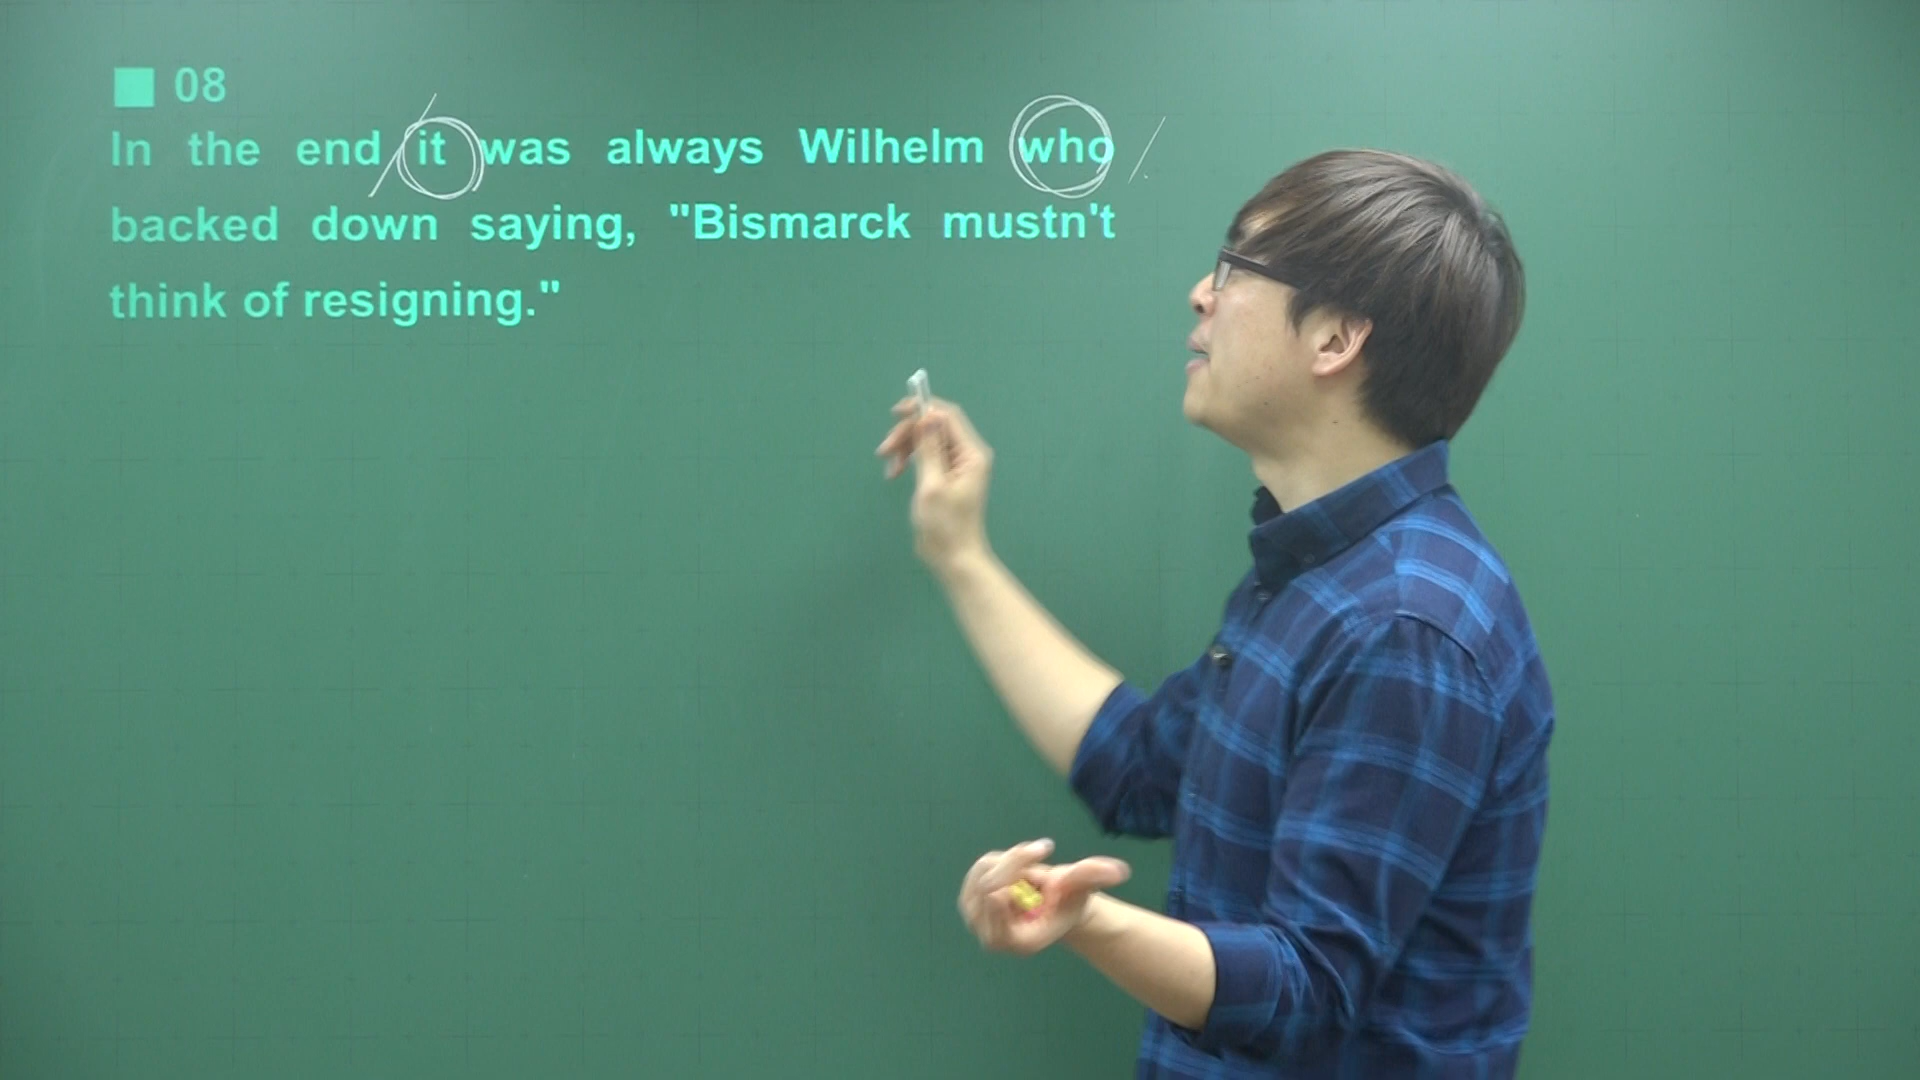 ■ 08
In the end it was always Wilhelm who
backed down saying, "Bismarck mustn't
think of resigning."